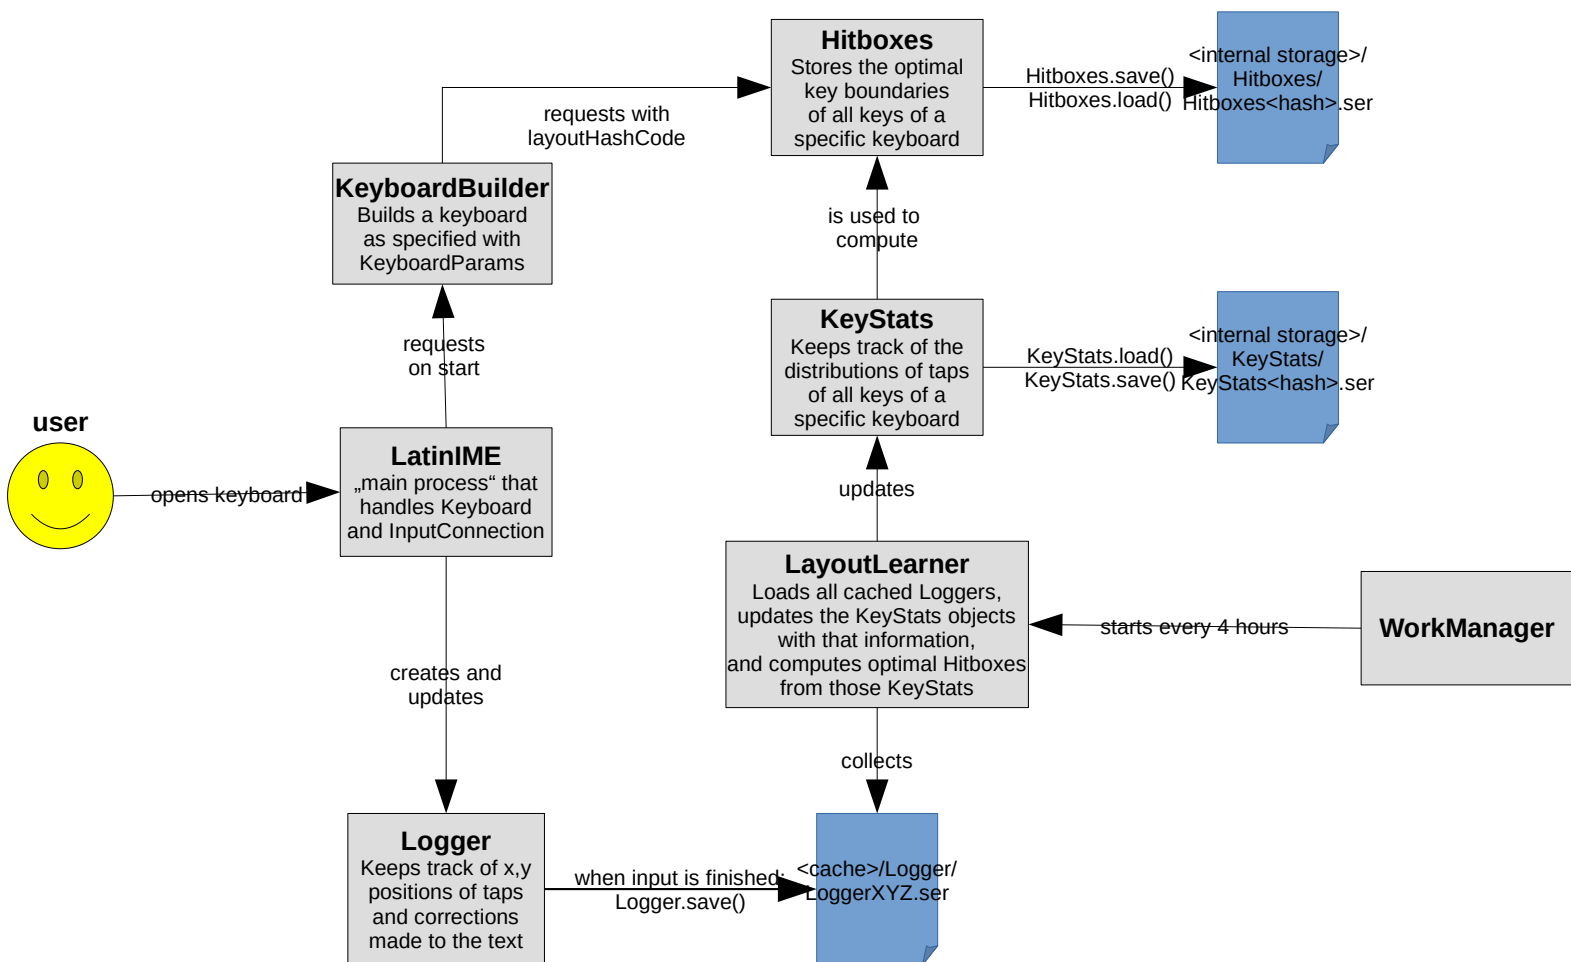 Hitboxes
Stores the optimal
key boundaries
of all keys of a
specific keyboard
Hitboxes.save()
Hitboxes.load()
<internal storage>/
Hitboxes/
Hitboxes<hash>.ser
requests with
layoutHashCode
KeyboardBuilder
Builds a keyboard
as specified with
KeyboardParams
is used to
compute
requests
on start
KeyStats
Keeps track of the
distributions of taps
of all keys of a
specific keyboard
KeyStats.load()
KeyStats.save()
<internal storage>/
KeyStats/
KeyStats<hash>.ser
user
opens keyboard
LatinIME
„main process“ that
handles Keyboard
and InputConnection
updates
LayoutLearner
Loads all cached Loggers,
updates the KeyStats objects
with that information,
and computes optimal Hitboxes
from those KeyStats
starts every 4 hours
WorkManager
creates and
updates
collects
Logger
Keeps track of x,y
positions of taps
and corrections
made to the text
when input is finished:
Logger.save()
<cache>/Logger/
LoggerXYZ.ser